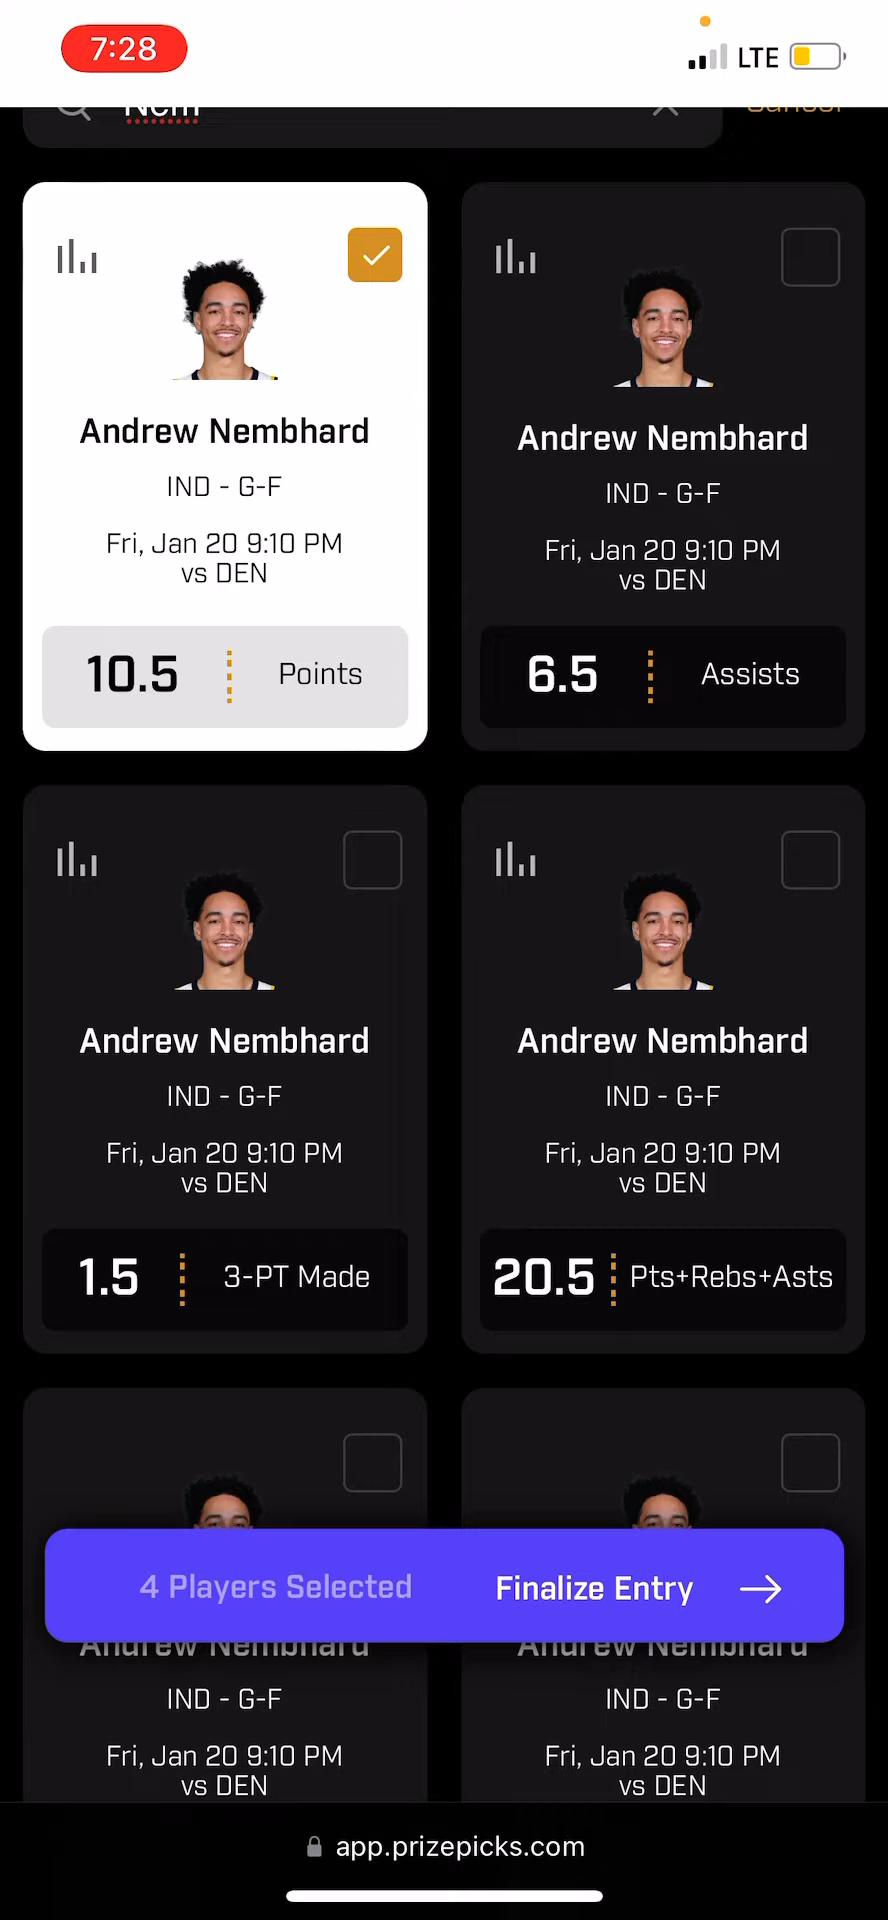 7:28
LTE
Nem
Cancel
Andrew Nembhard
IND - G-F
Fri, Jan 20 9:10 PM
vs DEN
10.5
Points
Andrew Nembhard
IND - G-F
Fri, Jan 20 9:10 PM
vs DEN
6.5
Assists
Andrew Nembhard
IND - G-F
Fri, Jan 20 9:10 PM
vs DEN
1.5
3-PT Made
Andrew Nembhard
IND - G-F
Fri, Jan 20 9:10 PM
vs DEN
20.5
Pts+Rebs+Asts
4 Players Selected
Finalize Entry
Andrew Nembhard
IND - G-F
Fri, Jan 20 9:10 PM
vs DEN
Andrew Nembhard
IND - G-F
Fri, Jan 20 9:10 PM
vs DEN
app.prizepicks.com